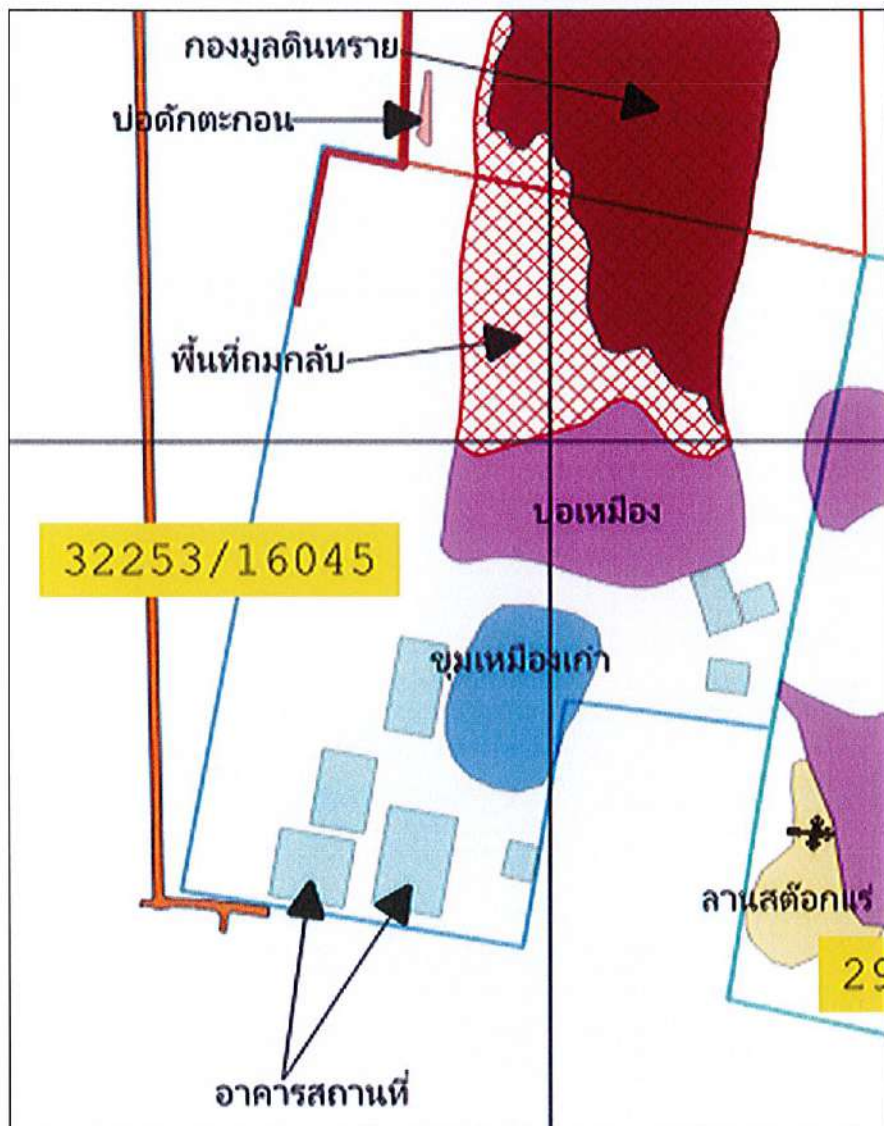 กองมูลดินทราย
บ่อดักตะกอน
พื้นที่ถมกลับ
บ่อเหมือง
32253/16045
ขุมเหมืองเก่า
ลานสต๊อกแร่
29
อาคารสถานที่